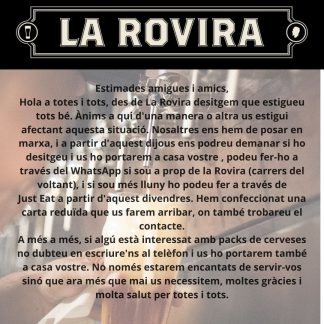 LA ROVIRA
Estimades amigues i amics,
Hola a totes i tots, des de La Rovira desitgem que estigueu
tots bé. Ànims a qui d'una manera o altra us estigui
afectant aquesta situació. Nosaltres ens hem de posar en
marxa, i a partir d'aquest dijous ens podreu demanar si ho
desitgeu i us ho portarem a casa vostre , podeu fer-ho a
través del WhatsApp si sou a prop de la Rovira (carrers del
voltant), i si sou més lluny ho podeu fer a través de
Just Eat a partir d'aquest divendres. Hem confeccionat una
carta reduïda que us farem arribar, on també trobareu el
contacte.
A més a més, si algú està interessat amb packs de cerveses
no dubteu en escriure'ns al telèfon i us ho portarem també
a casa vostre. No només estarem encantats de servir-vos
sinó que ara més que mai us necessitem, moltes gràcies i
molta salut per totes i tots.